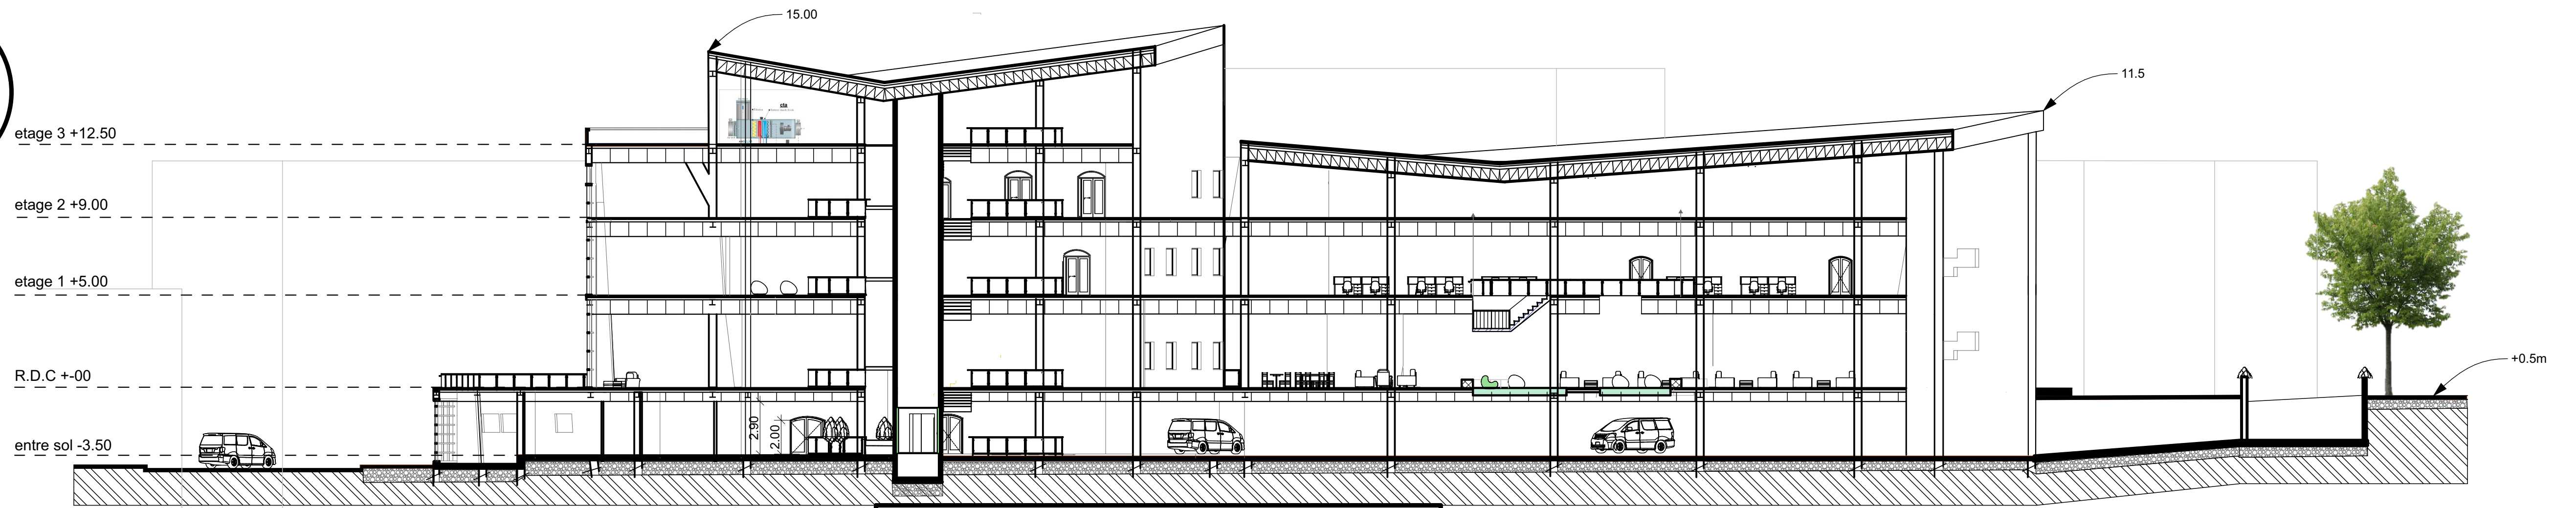 15.00
11.5
cta
etage 3 +12.50
etage 2 +9.00
etage 1 +5.00
+0.5m
R.D.C +-00
2.90
2.00
entre sol -3.50